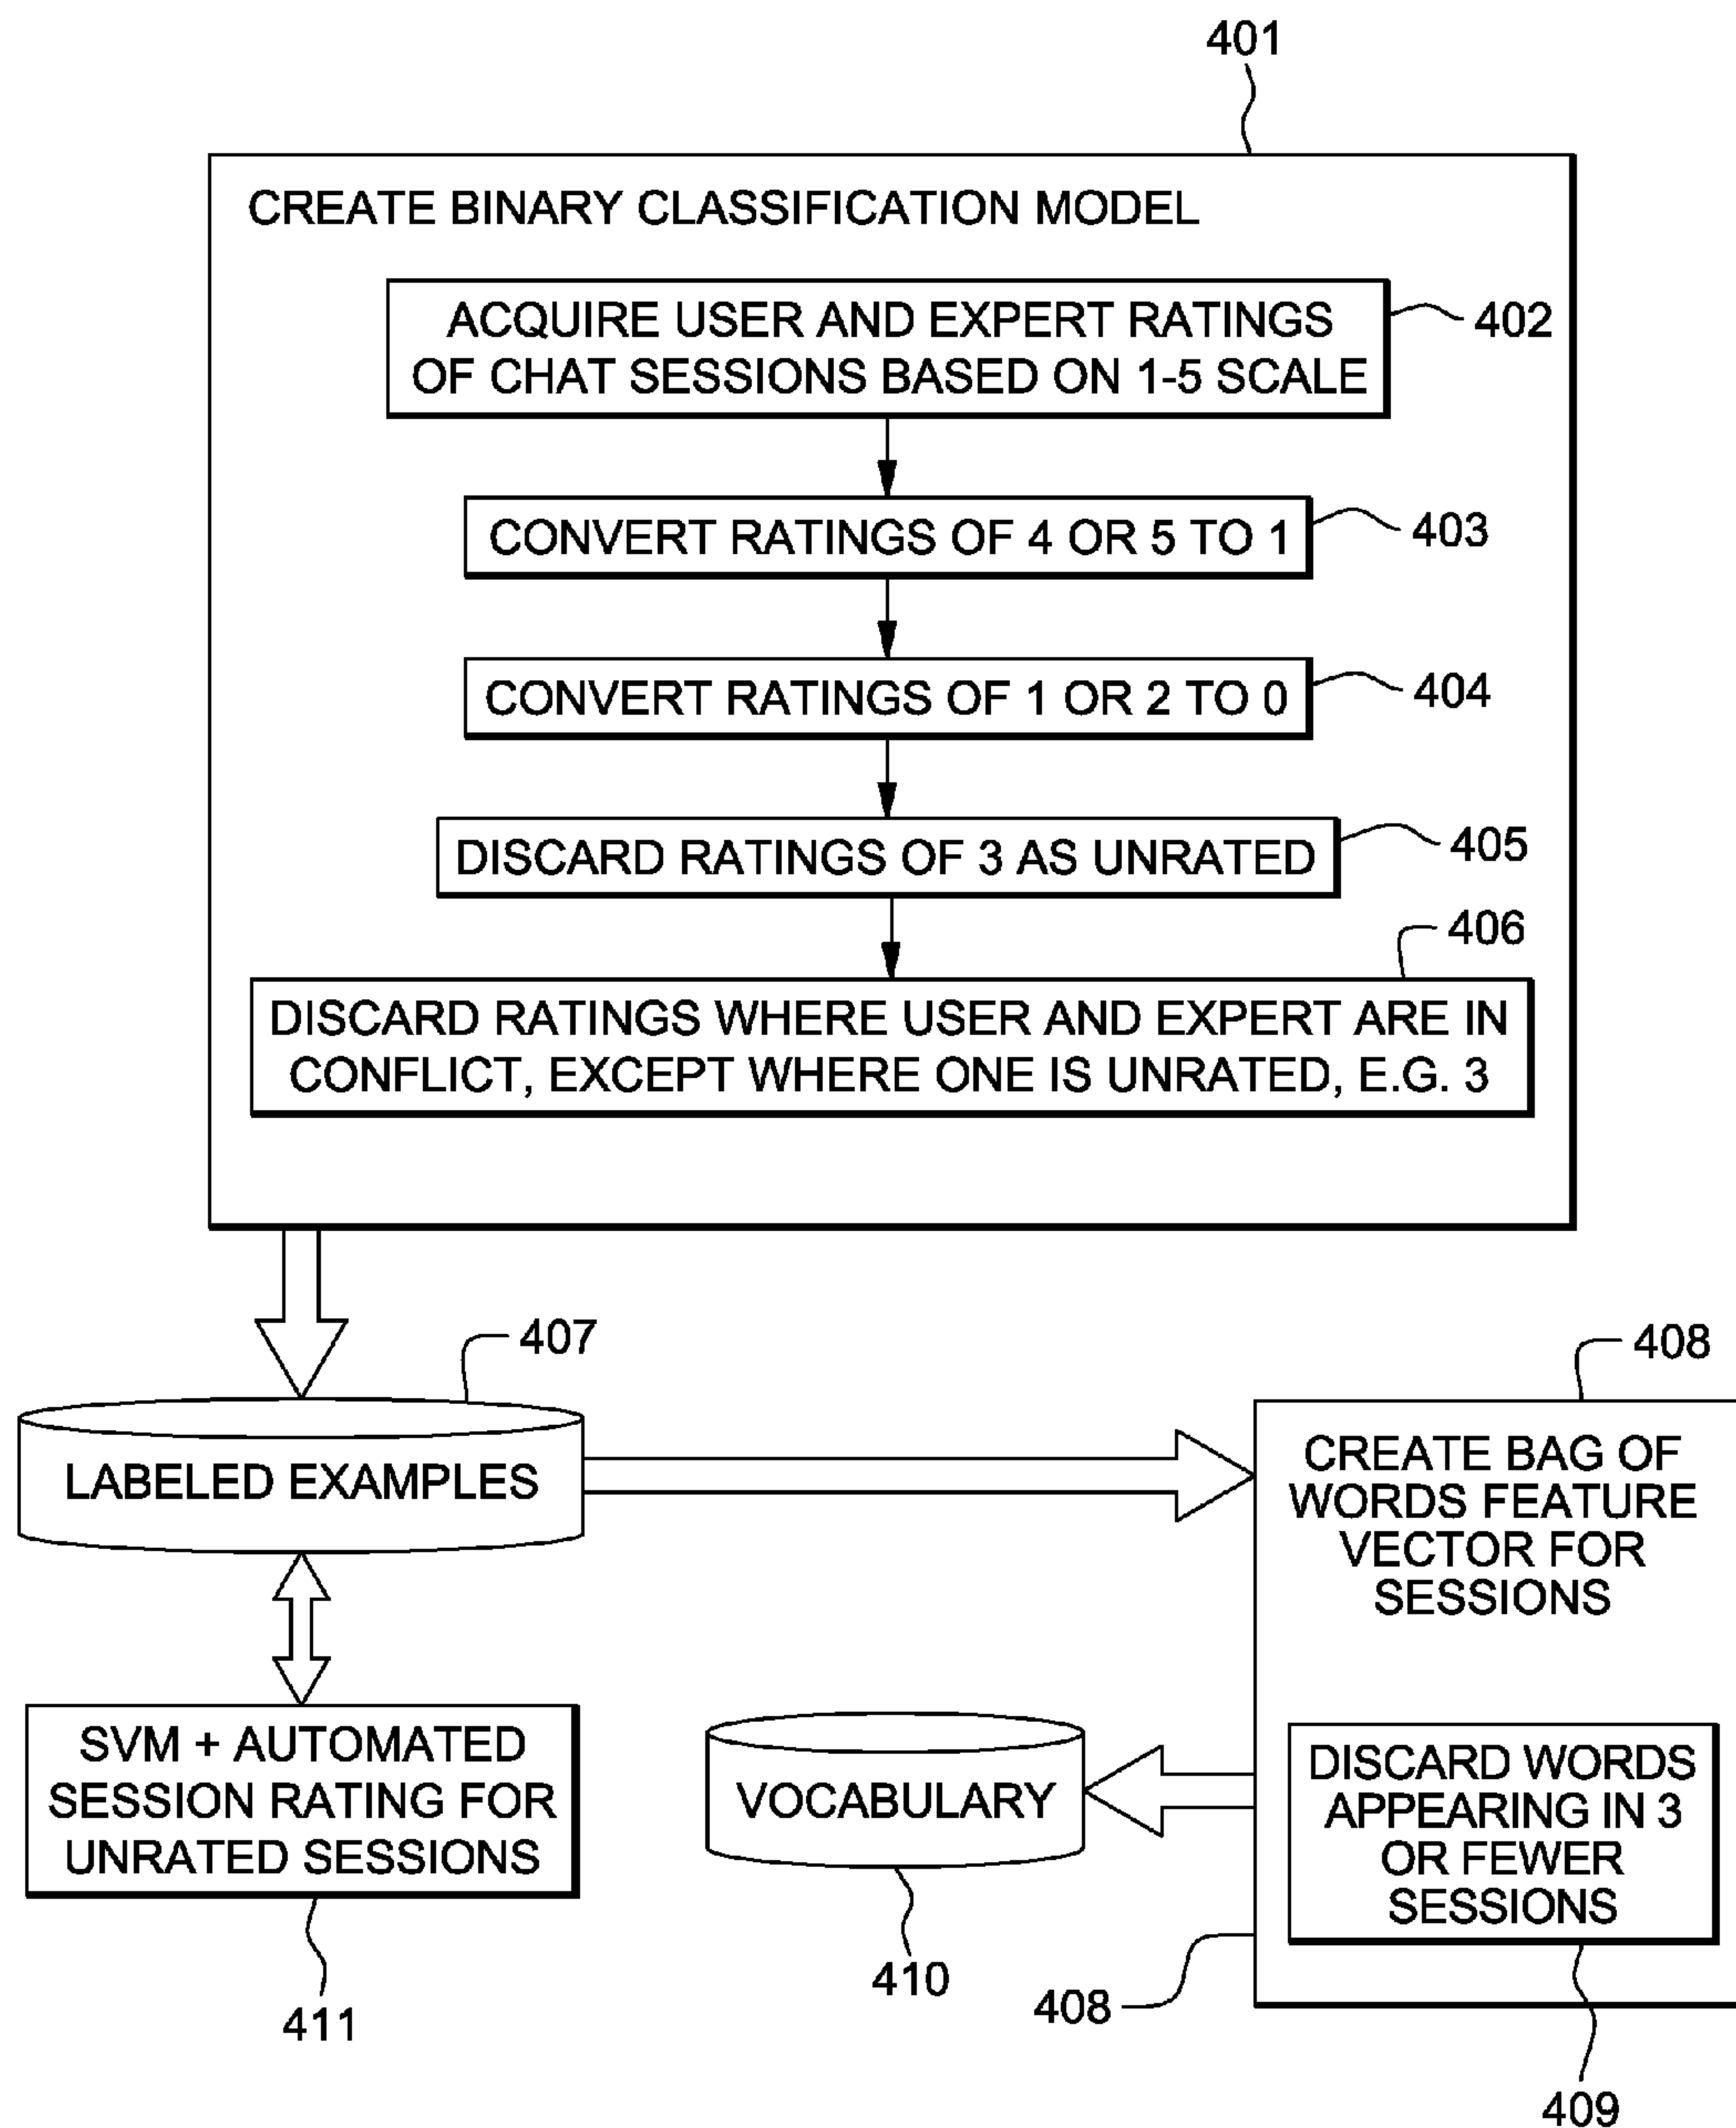 401
CREATE BINARY CLASSIFICATION MODEL
ACQUIRE USER AND EXPERT RATINGS
OF CHAT SESSIONS BASED ON 1-5 SCALE
402
CONVERT RATINGS OF 4 OR 5 TO 1
403
CONVERT RATINGS OF 1 OR 2 TO 0
404
DISCARD RATINGS OF 3 AS UNRATED
405
406
DISCARD RATINGS WHERE USER AND EXPERT ARE IN
CONFLICT, EXCEPT WHERE ONE IS UNRATED, E.G. 3
407
LABELED EXAMPLES
408
CREATE BAG OF
WORDS FEATURE
VECTOR FOR
SESSIONS
SVM + AUTOMATED
SESSION RATING FOR
UNRATED SESSIONS
411
VOCABULARY
410
DISCARD WORDS
APPEARING IN 3
OR FEWER
SESSIONS
408
409